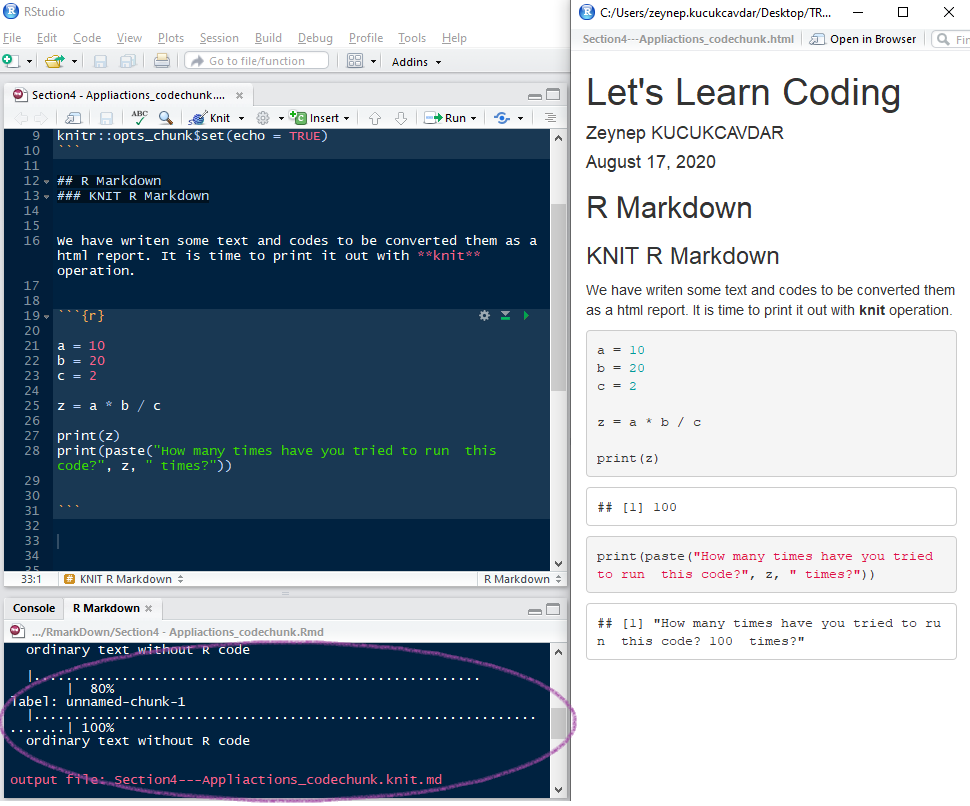 RStudio
File Edit Code View Plots Session Build Debug Profile Tools Help
Go to file/function Addins
Section4 - Appliactions_codechunk....
ABC Knit Insert Run
9 knitr::opts_chunk$set(echo = TRUE)
10 ```
11
12 ## R Markdown
13 ### KNIT R Markdown
14
15
16 We have writen some text and codes to be converted them as a
html report. It is time to print it out with **knit**
operation.
17
18
19 ```{r}
20
21 a = 10
22 b = 20
23 c = 2
24
25 z = a * b / c
26
27 print(z)
28 print(paste("How many times have you tried to run  this
code?", z, " times?"))
29
30
31 ```
32
33
34
35
33:1 # KNIT R Markdown R Markdown
Console R Markdown
.../RmarkDown/Section4 - Appliactions_codechunk.Rmd
ordinary text without R code
|.........................................................
| 80%
label: unnamed-chunk-1
|................................................................
.......| 100%
ordinary text without R code
output file: Section4---Appliactions_codechunk.knit.md
C:/Users/zeynep.kucukcavdar/Desktop/TR...
Section4---Appliactions_codechunk.html Open in Browser Fin
Let's Learn Coding
Zeynep KUCUKCAVDAR
August 17, 2020
R Markdown
KNIT R Markdown
We have writen some text and codes to be converted them
as a html report. It is time to print it out with knit operation.
a = 10
b = 20
c = 2
z = a * b / c
print(z)
## [1] 100
print(paste("How many times have you tried
to run  this code?", z, " times?"))
## [1] "How many times have you tried to ru
n  this code? 100  times?"